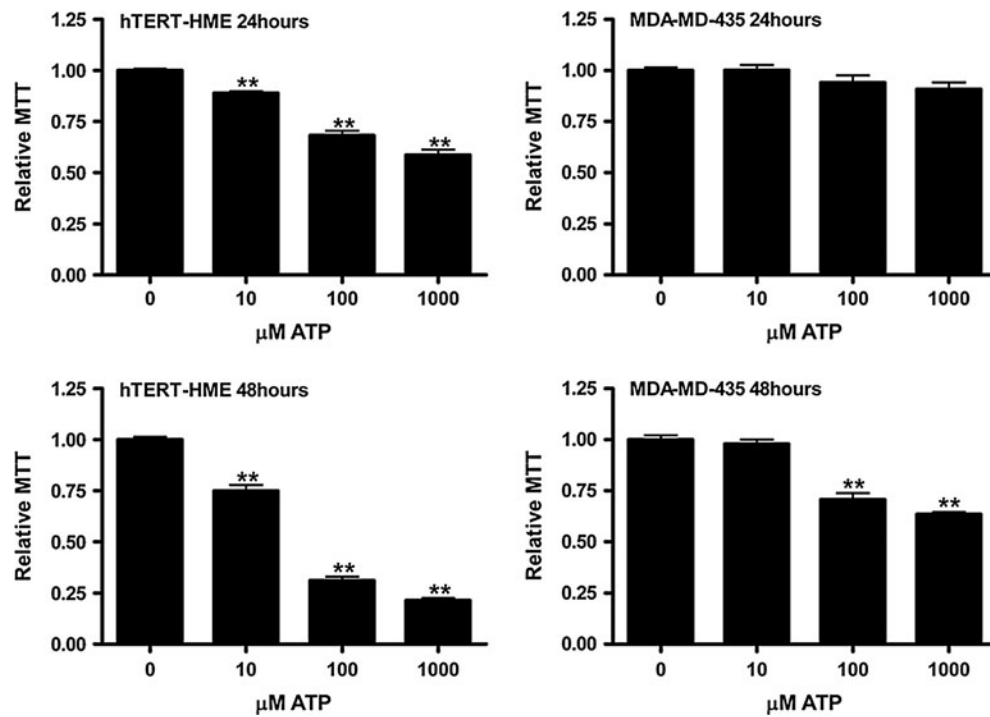 hTERT-HME 24hours
1.25
1.00
0.75
0.50
0.25
0.00
Relative MTT
**
**
**
0 10 100 1000
μM ATP
MDA-MD-435 24hours
1.25
1.00
0.75
0.50
0.25
0.00
Relative MTT
0 10 100 1000
μM ATP
hTERT-HME 48hours
1.25
1.00
0.75
0.50
0.25
0.00
Relative MTT
**
**
**
0 10 100 1000
μM ATP
MDA-MD-435 48hours
1.25
1.00
0.75
0.50
0.25
0.00
Relative MTT
**
**
0 10 100 1000
μM ATP